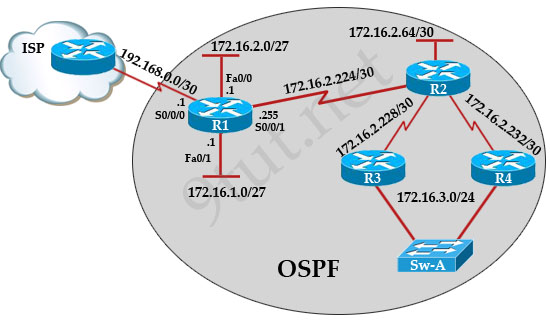 ISP
192.168.0.0/30
172.16.2.0/27
172.16.2.64/30
Fa0/0
.1
172.16.2.224/30
.1
S0/0/0
R1
.255
S0/0/1
R2
.1
Fa0/1
172.16.1.0/27
172.16.2.228/30
172.16.2.232/30
R3
R4
172.16.3.0/24
Sw-A
OSPF
9tut.net